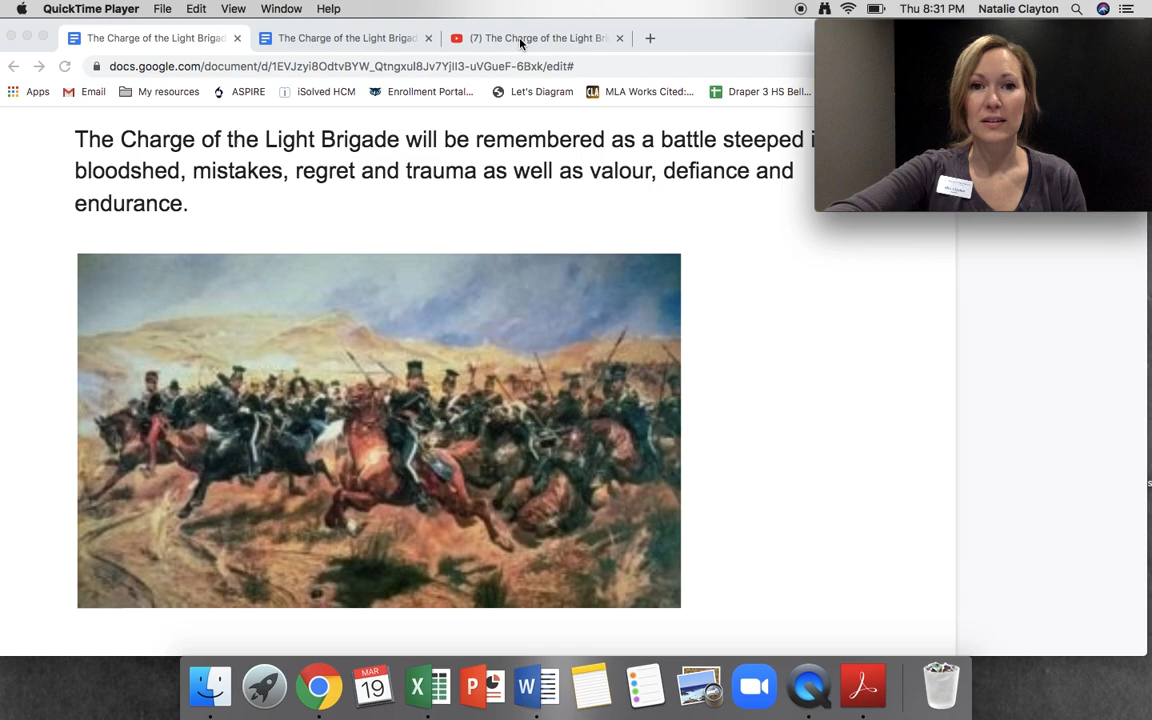 QuickTime Player File Edit View Window Help Thu 8:31 PM Natalie Clayton
The Charge of the Light Brigad The Charge of the Light Brigad (7) The Charge of the Light Bri
docs.google.com/document/d/1EVJzyi8OdtvBYW_QtngxuI8Jv7YjlI3-uVGueF-6Bxk/edit#
Apps Email My resources ASPIRE iSolved HCM Enrollment Portal... Let's Diagram MLA Works Cited:... Draper 3 HS Bell...
The Charge of the Light Brigade will be remembered as a battle steeped
bloodshed, mistakes, regret and trauma as well as valour, defiance and
endurance.
MAR
19